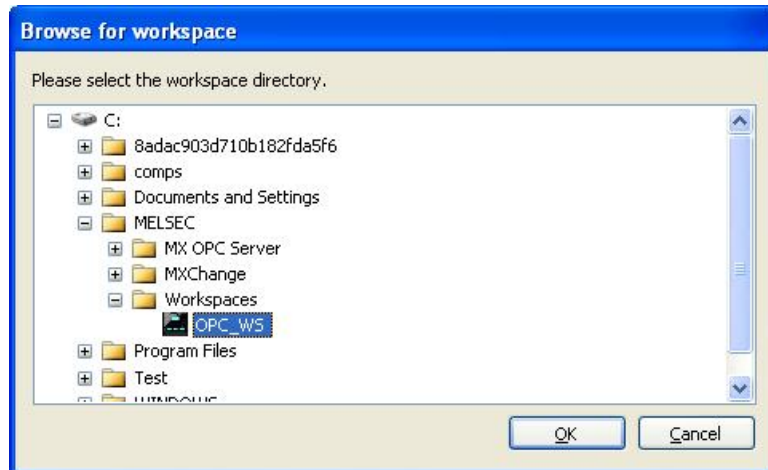 Browse for workspace
Please select the workspace directory.
C:
8adac903d710b182fda5f6
comps
Documents and Settings
MELSEC
MX OPC Server
MXChange
Workspaces
OPC_WS
Program Files
Test
WINDOWS
OK
Cancel